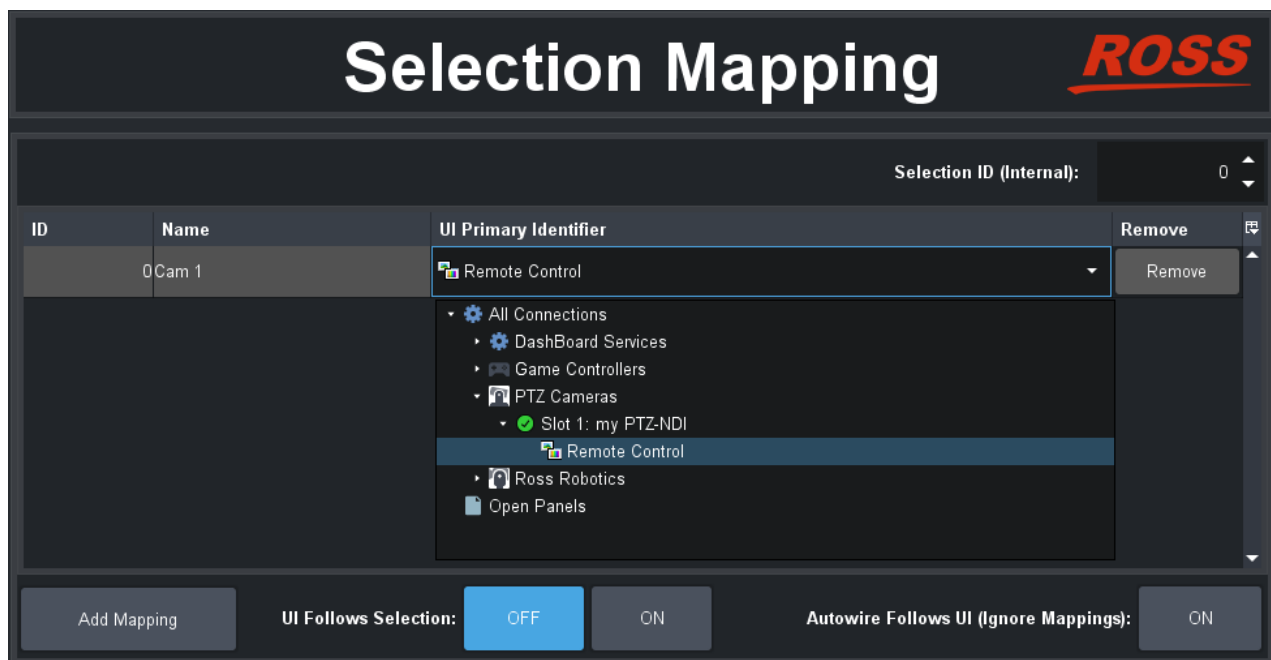 Selection Mapping
ROSS
Selection ID (Internal): 0
ID Name UI Primary Identifier Remove
0 Cam 1 Remote Control Remove
All Connections
DashBoard Services
Game Controllers
PTZ Cameras
Slot 1: my PTZ-NDI
Remote Control
Ross Robotics
Open Panels
Add Mapping UI Follows Selection: OFF ON Autowire Follows UI (Ignore Mappings): ON